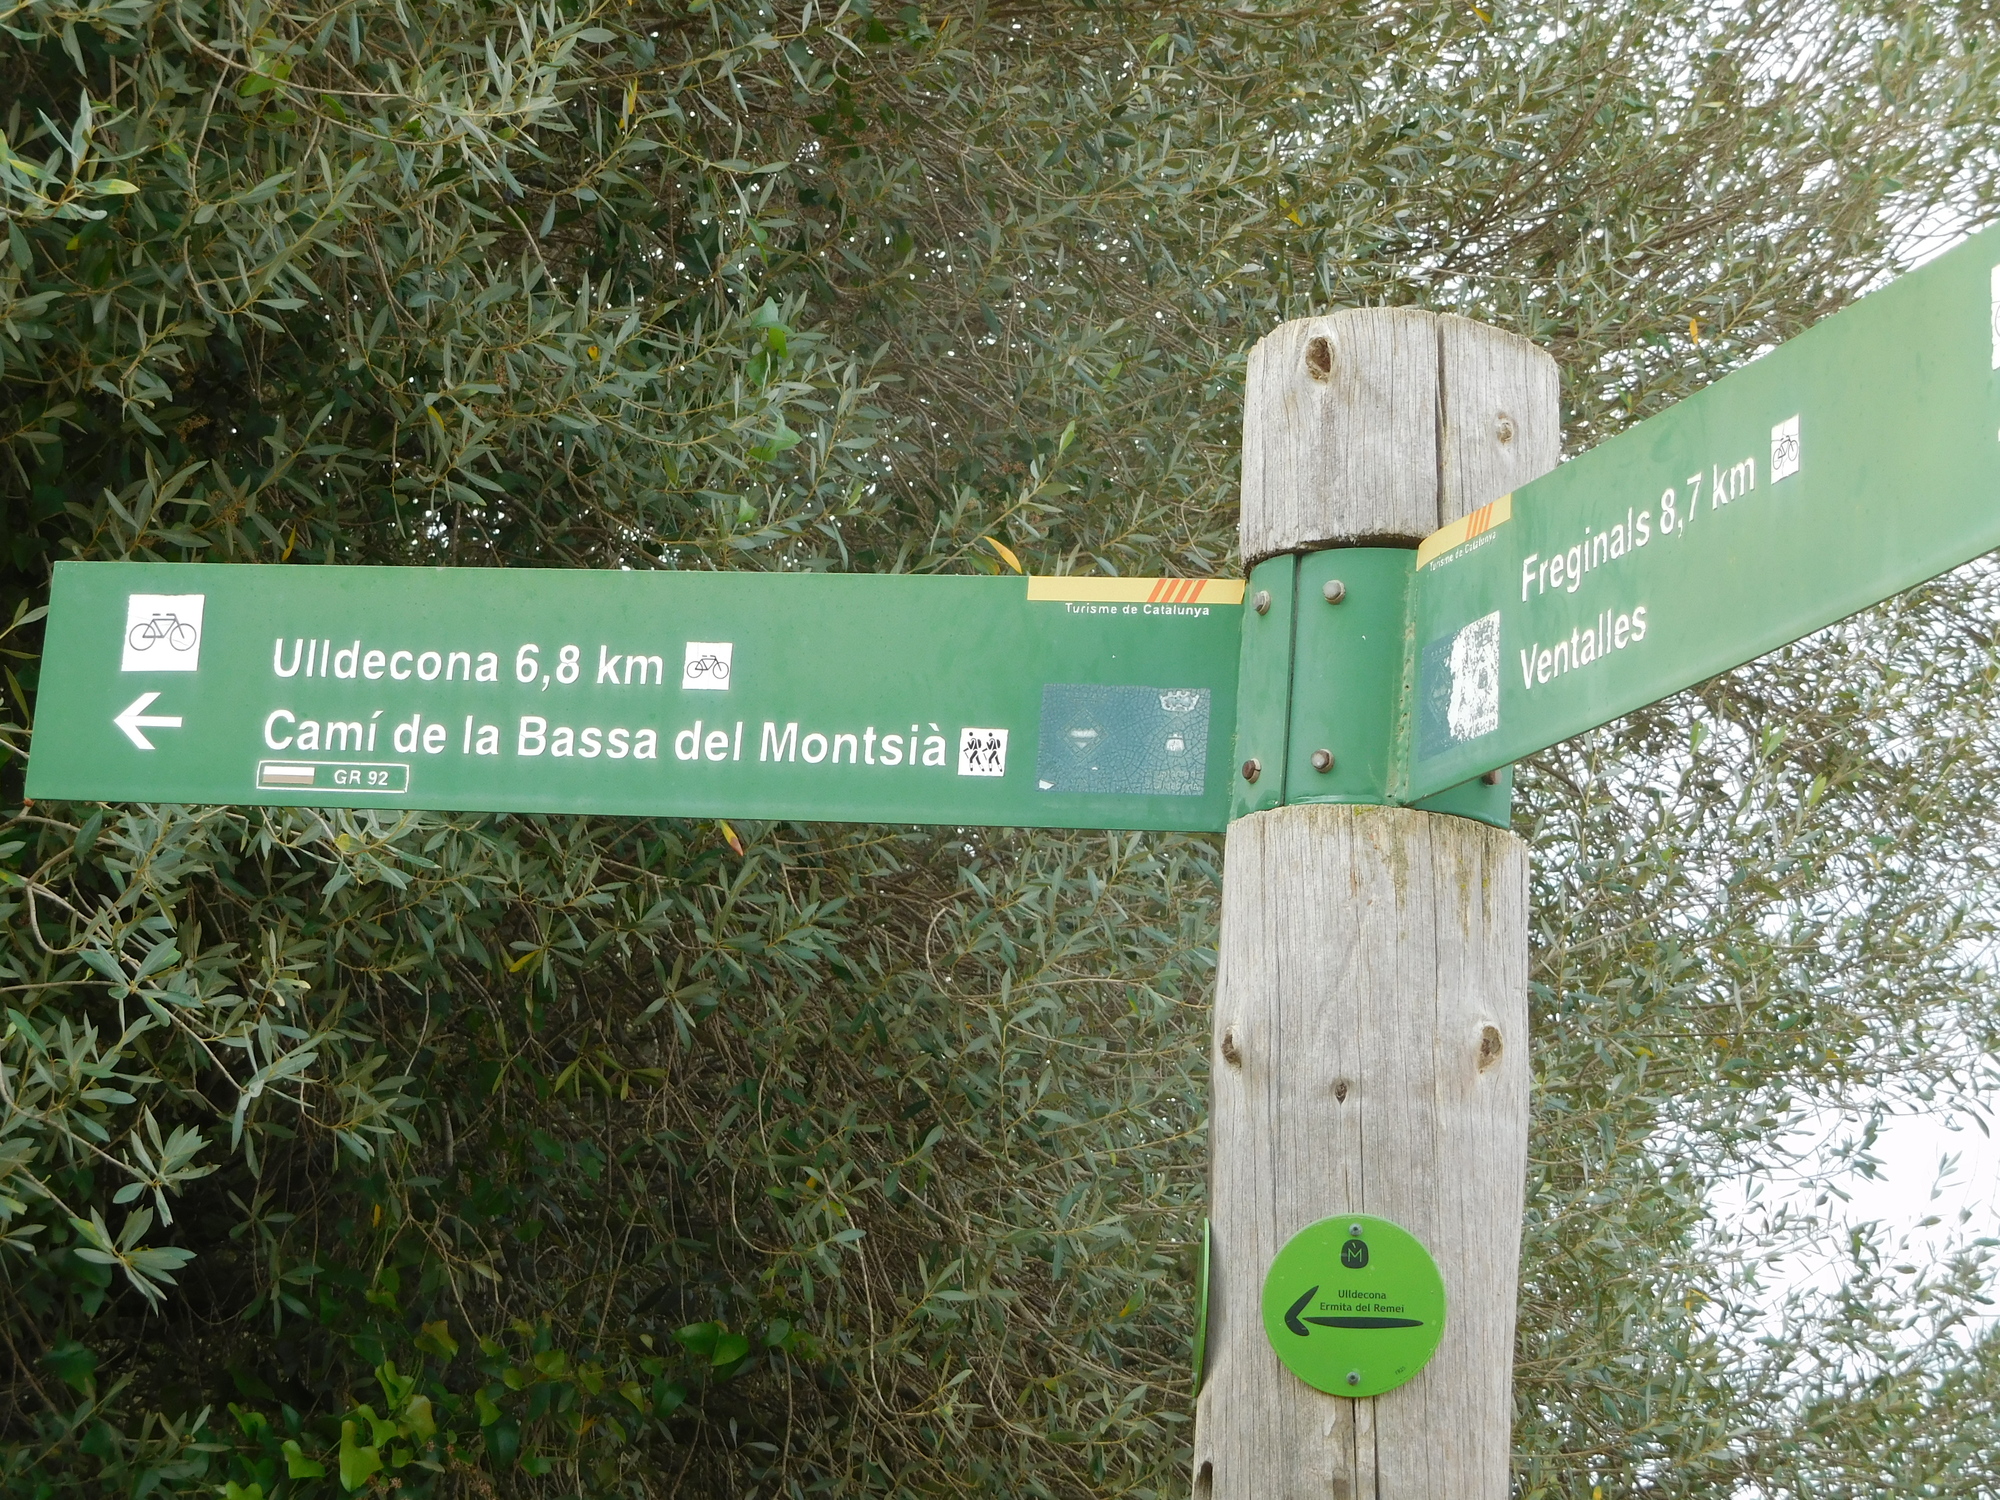 Turisme de Catalunya
Ulldecona 6,8 km
Camí de la Bassa del Montsià
GR 92
Turisme de Catalunya
Freginals 8,7 km
Ventalles
M
Ulldecona
Ermita del Remei